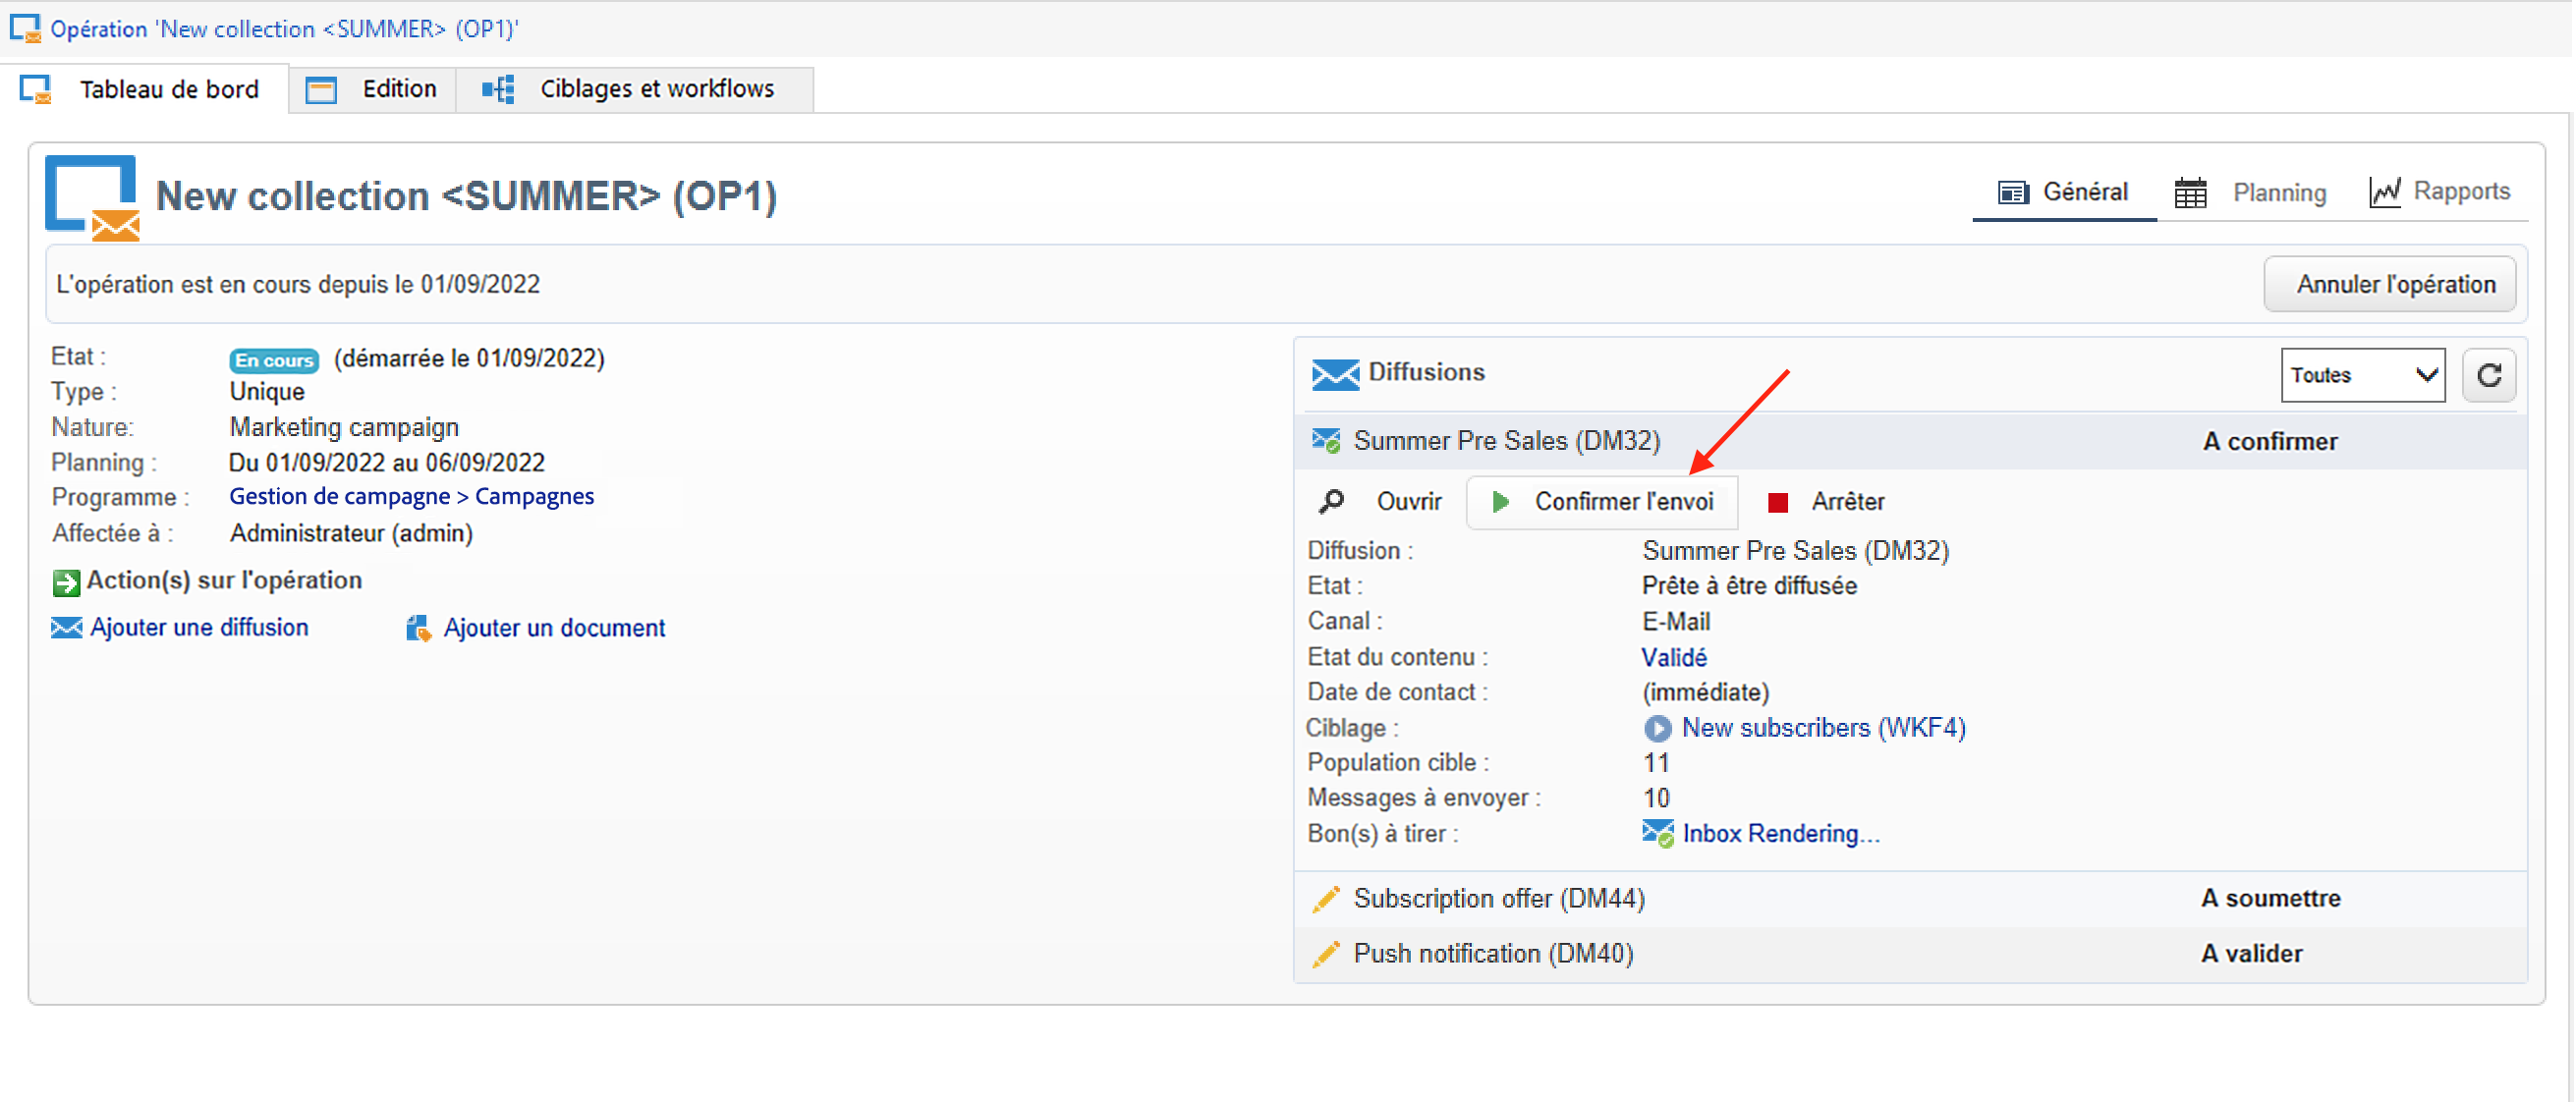 Opération 'New collection <SUMMER> (OP1)'
Tableau de bord Edition Ciblages et workflows
New collection <SUMMER> (OP1)
Général Planning Rapports
L'opération est en cours depuis le 01/09/2022
Annuler l'opération
Etat : En cours (démarrée le 01/09/2022)
Type : Unique
Nature: Marketing campaign
Planning : Du 01/09/2022 au 06/09/2022
Programme : Gestion de campagne > Campagnes
Affectée à : Administrateur (admin)
Action(s) sur l'opération
Ajouter une diffusion Ajouter un document
Diffusions Toutes
Summer Pre Sales (DM32) A confirmer
Ouvrir Confirmer l'envoi Arrêter
Diffusion : Summer Pre Sales (DM32)
Etat : Prête à être diffusée
Canal : E-Mail
Etat du contenu : Validé
Date de contact : (immédiate)
Ciblage : New subscribers (WKF4)
Population cible : 11
Messages à envoyer : 10
Bon(s) à tirer : Inbox Rendering...
Subscription offer (DM44) A soumettre
Push notification (DM40) A valider